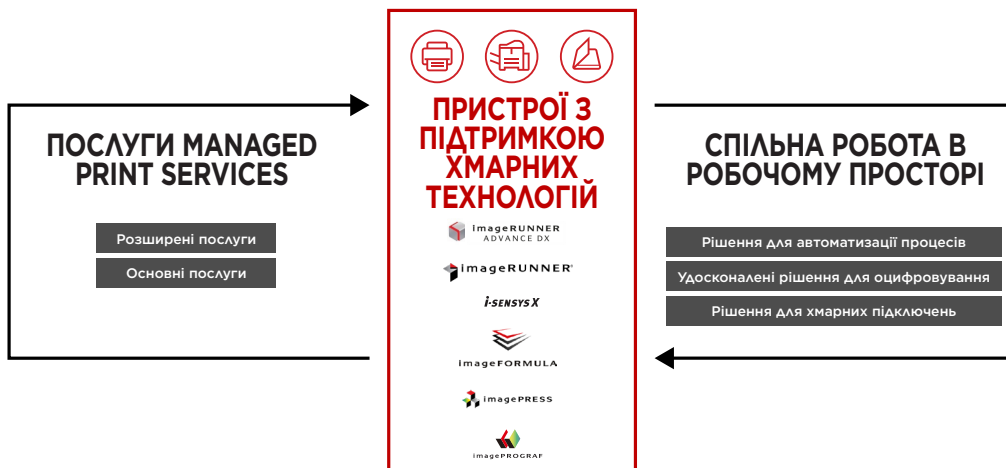 ПОСЛУГИ MANAGED
PRINT SERVICES
Розширені послуги
Основні послуги
ПРИСТРОЇ З
ПІДТРИМКОЮ
ХМАРНИХ
ТЕХНОЛОГІЙ
imageRUNNER
ADVANCE DX
imageRUNNER®
i-SENSYS X
imageFORMULA
imagePRESS
imagePROGRAF
СПІЛЬНА РОБОТА В
РОБОЧОМУ ПРОСТОРІ
Рішення для автоматизації процесів
Удосконалені рішення для оцифровування
Рішення для хмарних підключень